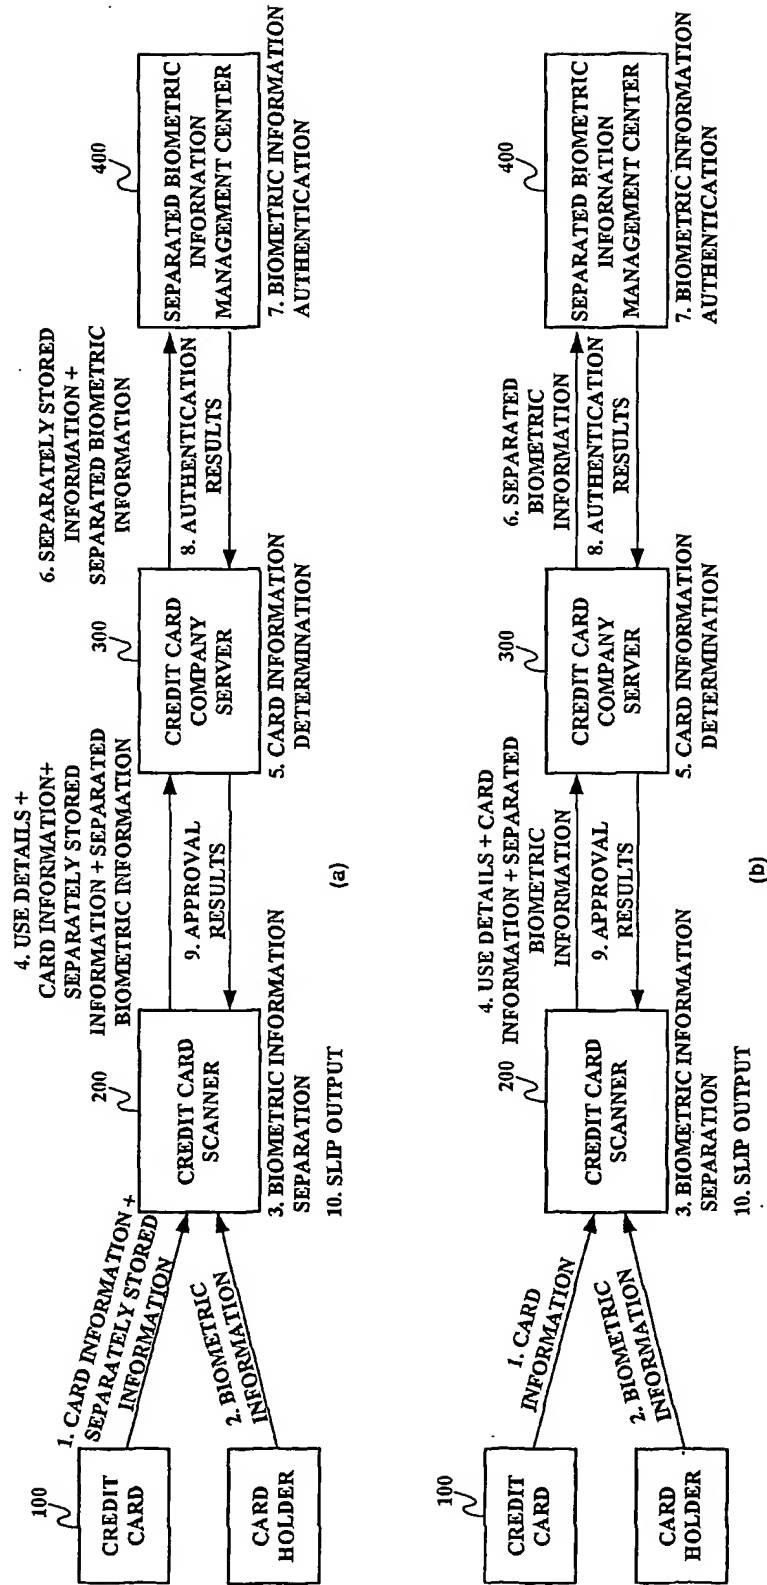 100
CREDIT
CARD
CARD
HOLDER
1. CARD INFORMATION +
SEPARATELY STORED
INFORMATION
2. BIOMETRIC
INFORMATION
200
CREDIT CARD
SCANNER
3. BIOMETRIC INFORMATION
SEPARATION
10. SLIP OUTPUT
4. USE DETAILS +
CARD INFORMATION+
SEPARATELY STORED
INFORMATION + SEPARATED
BIOMETRIC INFORMATION
9. APPROVAL
RESULTS
300
CREDIT CARD
COMPANY
SERVER
5. CARD INFORMATION
DETERMINATION
6. SEPARATELY STORED
INFORMATION +
SEPARATED BIOMETRIC
INFORMATION
8. AUTHENTICATION
RESULTS
400
SEPARATED BIOMETRIC
INFORNATION
MANAGEMENT CENTER
7. BIOMETRIC INFORMATION
AUTHENTICATION
(a)
100
CREDIT
CARD
CARD
HOLDER
1. CARD
INFORMATION
2. BIOMETRIC
INFORMATION
200
CREDIT CARD
SCANNER
3. BIOMETRIC INFORMATION
SEPARATION
10. SLIP OUTPUT
4. USE DETAILS + CARD
INFORMATION + SEPARATED
BIOMETRIC
INFORMATION
9. APPROVAL
RESULTS
300
CREDIT CARD
COMPANY
SERVER
5. CARD INFORMATION
DETERMINATION
6. SEPARATED
BIOMETRIC
INFORMATION
8. AUTHENTICATION
RESULTS
400
SEPARATED BIOMETRIC
INFORMATION
MANAGEMENT CENTER
7. BIOMETRIC INFORMATION
AUTHENTICATION
(b)